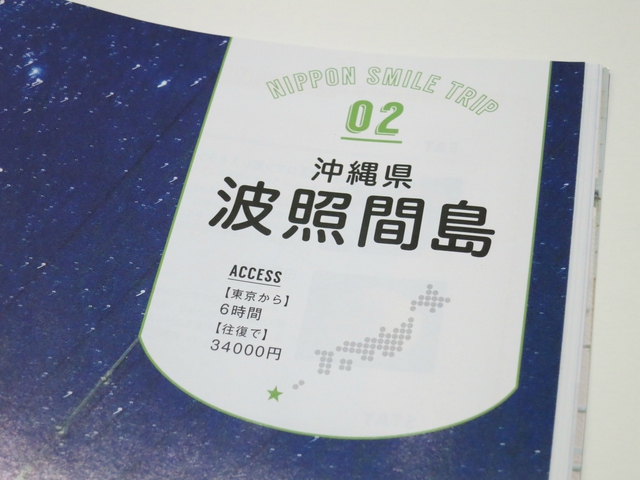 NIPPON SMILE TRIP
02
沖縄県
波照間島
ACCESS
【東京から】
6時間
【往復で】
34000円